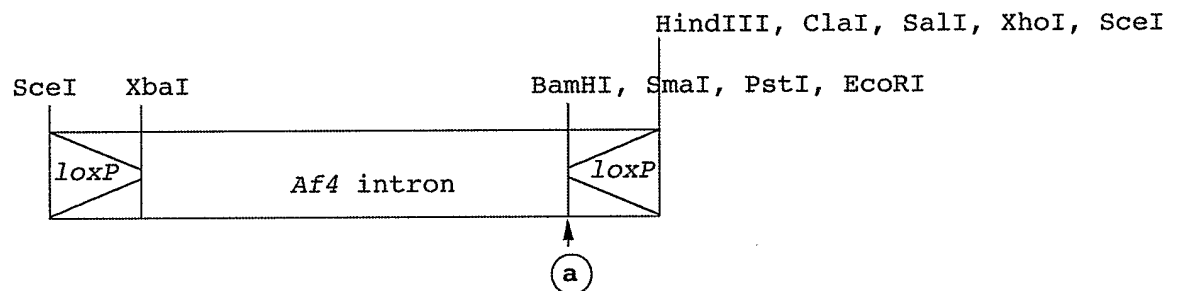 HindIII, ClaI, SalI, XhoI, SceI
SceI XbaI BamHI, SmaI, PstI, EcoRI
loxP Af4 intron loxP
a